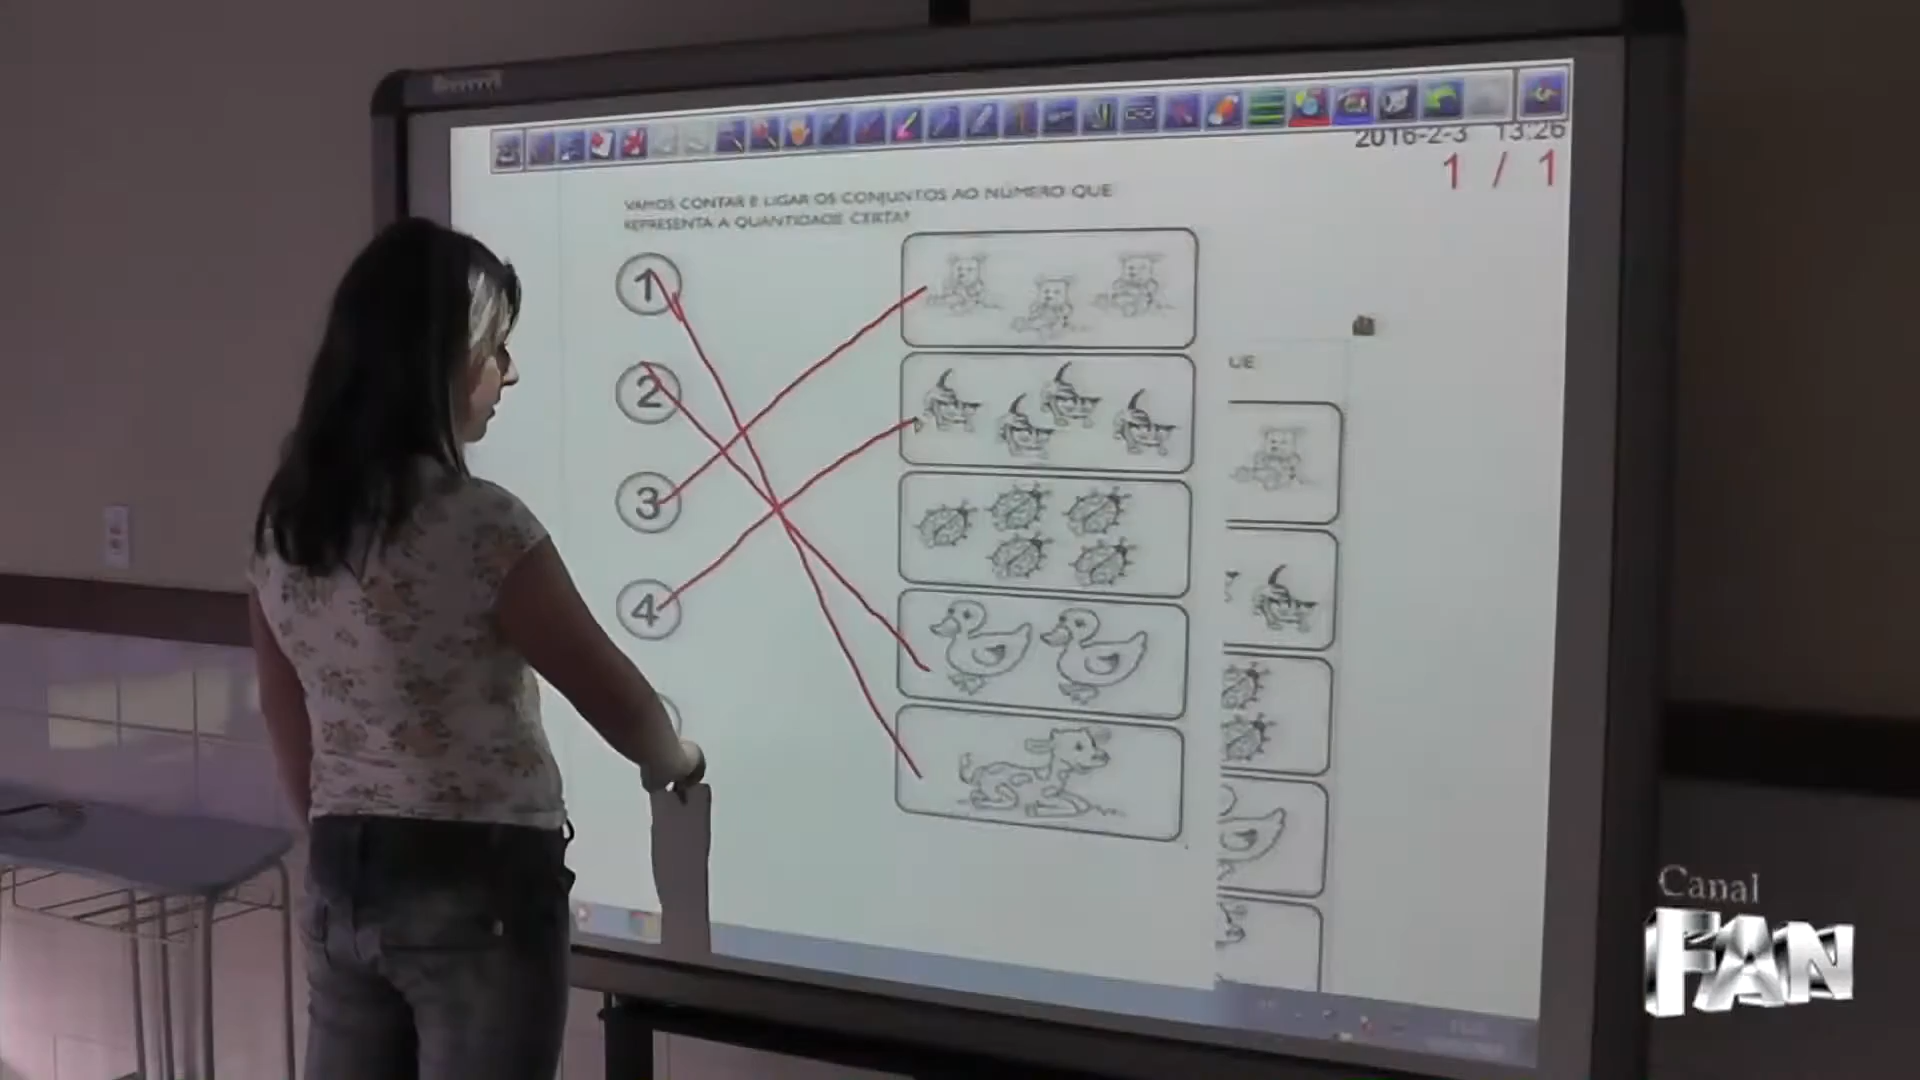 2016-2-3 13:26
1 / 1
VAMOS CONTAR E LIGAR OS CONJUNTOS AO NÚMERO QUE
REPRESENTA A QUANTIDADE CERTA?
1
2
3
4
UE
Canal
FAN